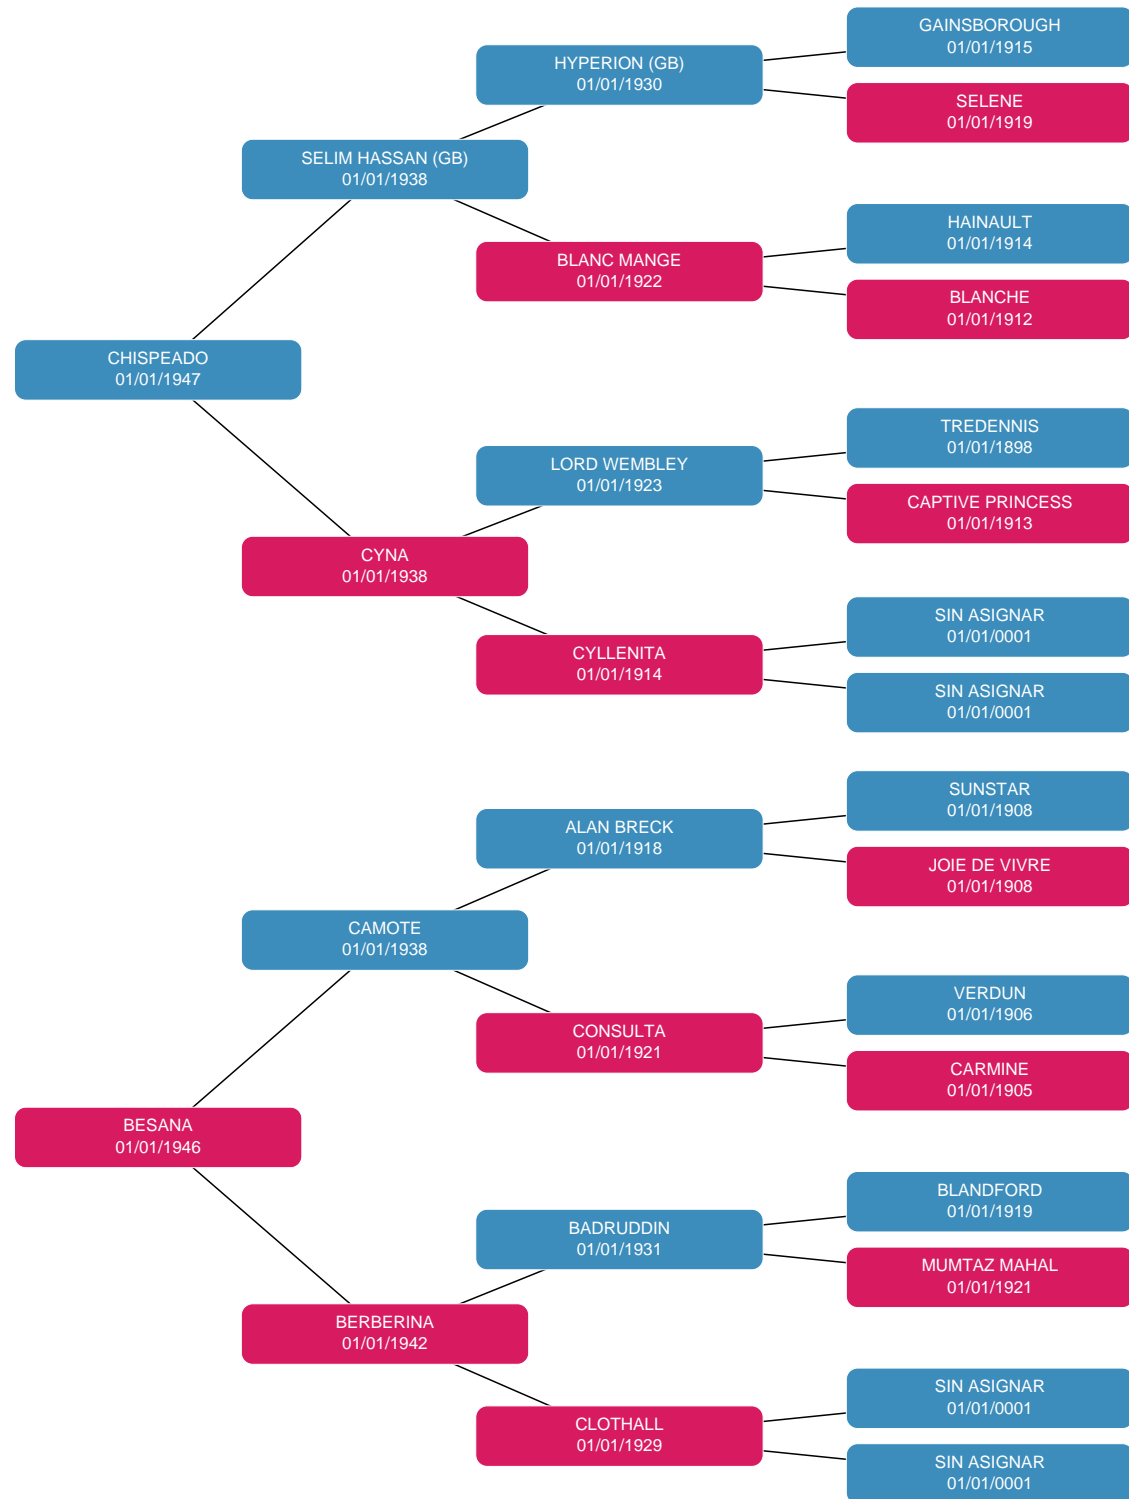 GAINSBOROUGH
01/01/1915
HYPERION (GB)
01/01/1930
SELENE
01/01/1919
SELIM HASSAN (GB)
01/01/1938
HAINAULT
01/01/1914
BLANC MANGE
01/01/1922
BLANCHE
01/01/1912
CHISPEADO
01/01/1947
TREDENNIS
01/01/1898
LORD WEMBLEY
01/01/1923
CAPTIVE PRINCESS
01/01/1913
CYNA
01/01/1938
SIN ASIGNAR
01/01/0001
CYLLENITA
01/01/1914
SIN ASIGNAR
01/01/0001
SUNSTAR
01/01/1908
ALAN BRECK
01/01/1918
JOIE DE VIVRE
01/01/1908
CAMOTE
01/01/1938
VERDUN
01/01/1906
CONSULTA
01/01/1921
CARMINE
01/01/1905
BESANA
01/01/1946
BLANDFORD
01/01/1919
BADRUDDIN
01/01/1931
MUMTAZ MAHAL
01/01/1921
BERBERINA
01/01/1942
SIN ASIGNAR
01/01/0001
CLOTHALL
01/01/1929
SIN ASIGNAR
01/01/0001